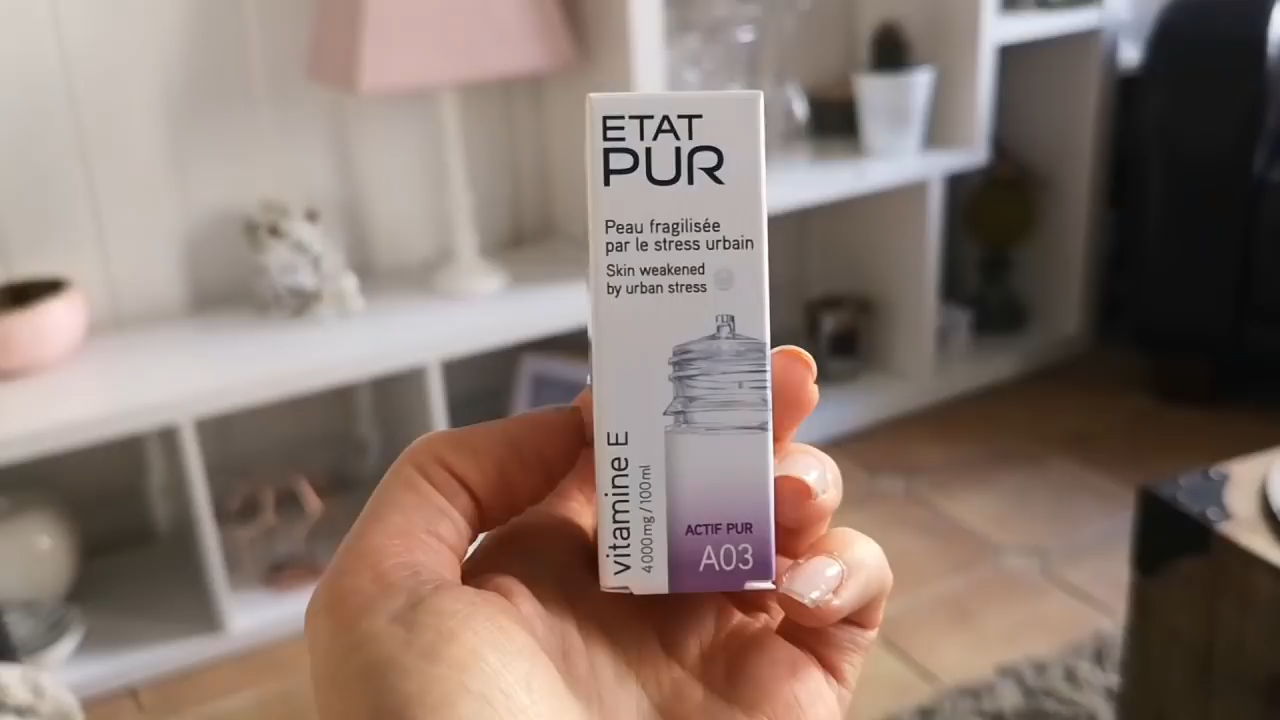 ETAT
PUR
Peau fragilisée
par le stress urbain
Skin weakened
by urban stress
vitamine E
4000mg/100ml
ACTIF PUR
A03